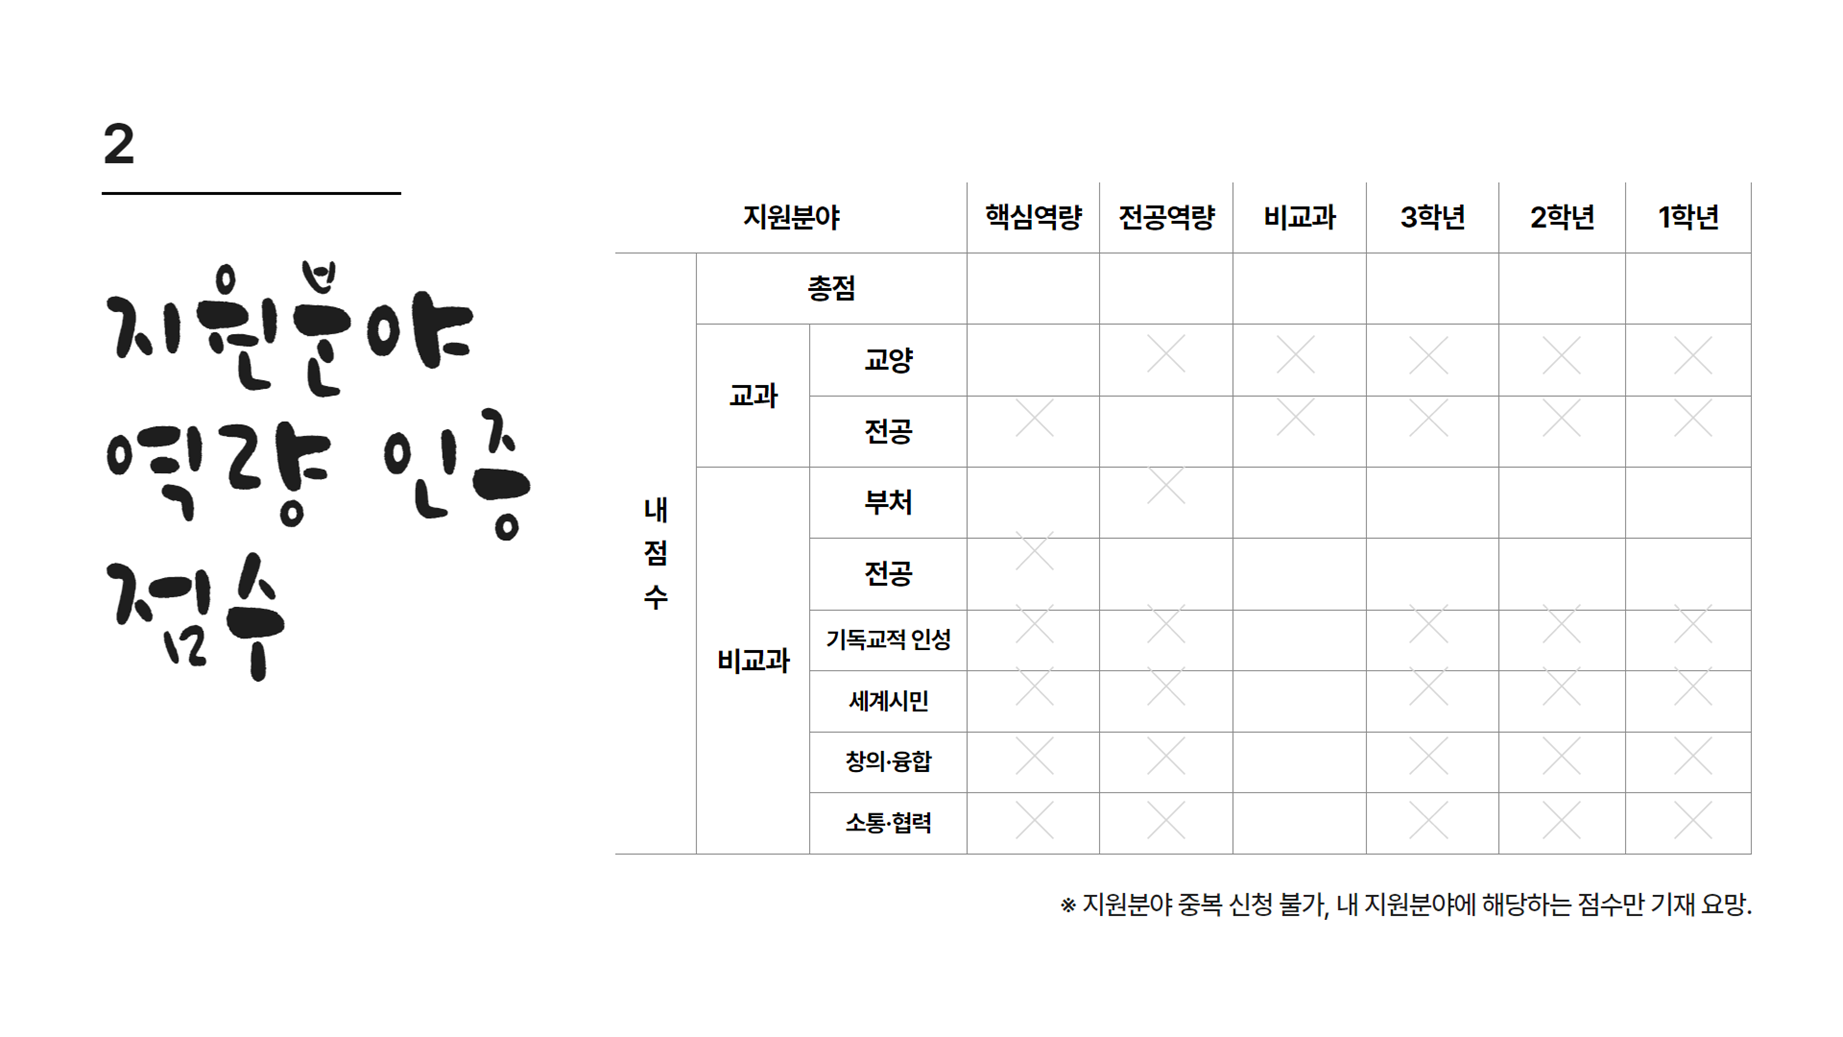 2
지원분야
역량 인증
점수
지원분야 핵심역량 전공역량 비교과 3학년 2학년 1학년
내점수
총점
교과
교양
전공
비교과
부처
전공
기독교적 인성
세계시민
창의·융합
소통·협력
※ 지원분야 중복 신청 불가, 내 지원분야에 해당하는 점수만 기재 요망.